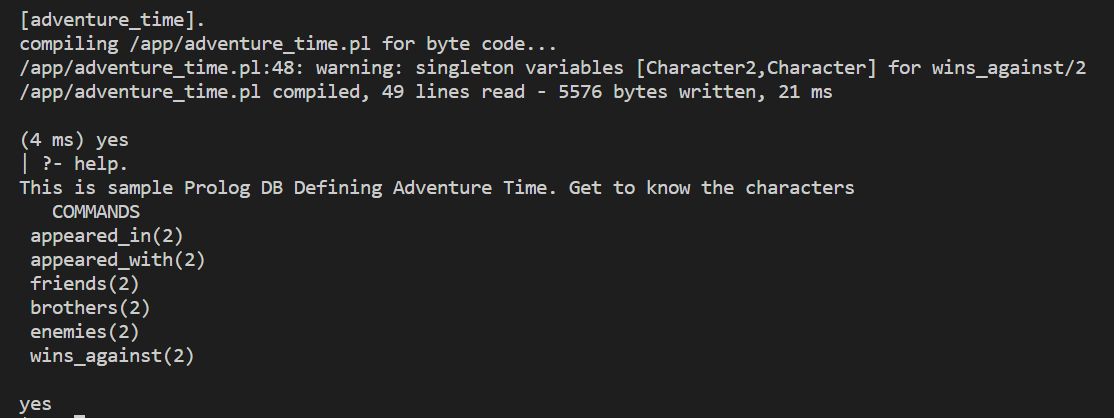 [adventure_time].
compiling /app/adventure_time.pl for byte code...
/app/adventure_time.pl:48: warning: singleton variables [Character2,Character] for wins_against/2
/app/adventure_time.pl compiled, 49 lines read - 5576 bytes written, 21 ms
(4 ms) yes
| ?- help.
This is sample Prolog DB Defining Adventure Time. Get to know the characters
COMMANDS
appeared_in(2)
appeared_with(2)
friends(2)
brothers(2)
enemies(2)
wins_against(2)
yes